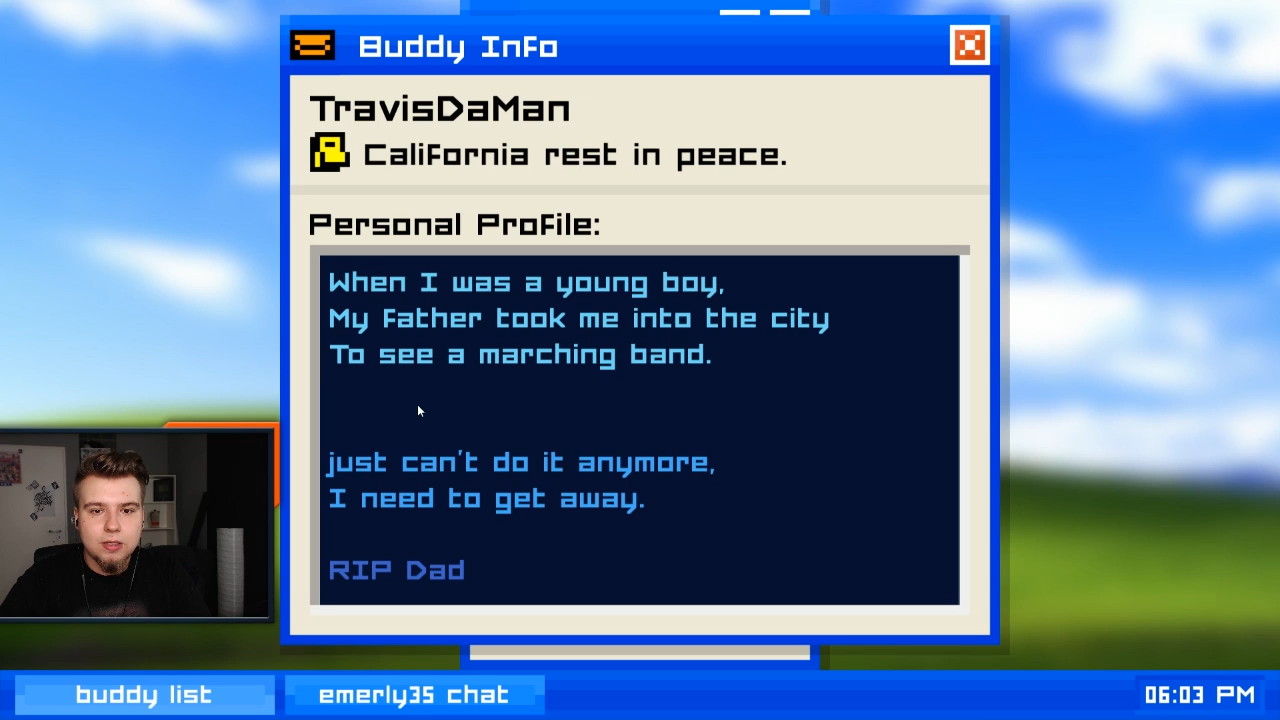 Buddy Info
TravisDaMan
California rest in peace.
Personal Profile:
When I was a young boy,
My father took me into the city
To see a marching band.
just can't do it anymore,
I need to get away.
RIP Dad
buddy list
emerly35 chat
06:03 PM